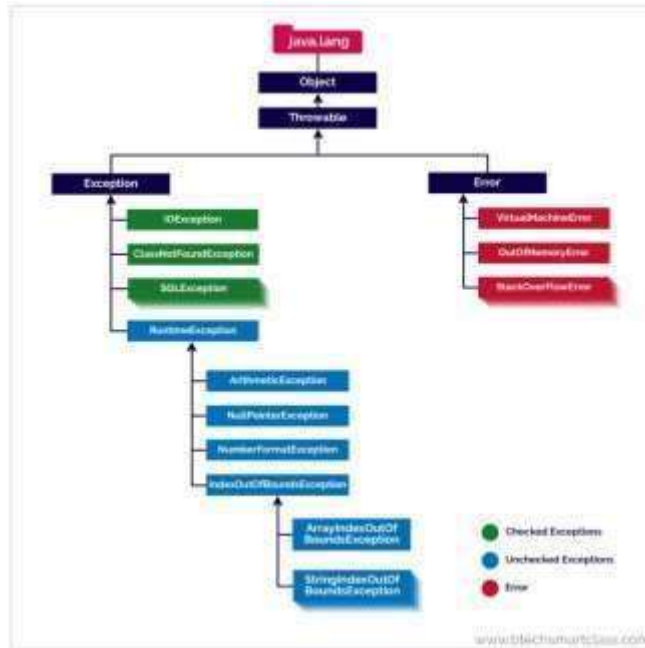 java.lang
Object
Throwable
Exception
Error
IOException
VirtualMachineError
ClassNotFoundException
OutOfMemoryError
SQLException
StackOverFlowError
RuntimeException
ArithmeticException
NullPointerException
NumberFormatException
IndexOutOfBoundsException
ArrayIndexOutOf
BoundsException
StringIndexOutOf
BoundsException
Checked Exceptions
Unchecked Exceptions
Error
www.btechsmartclass.com